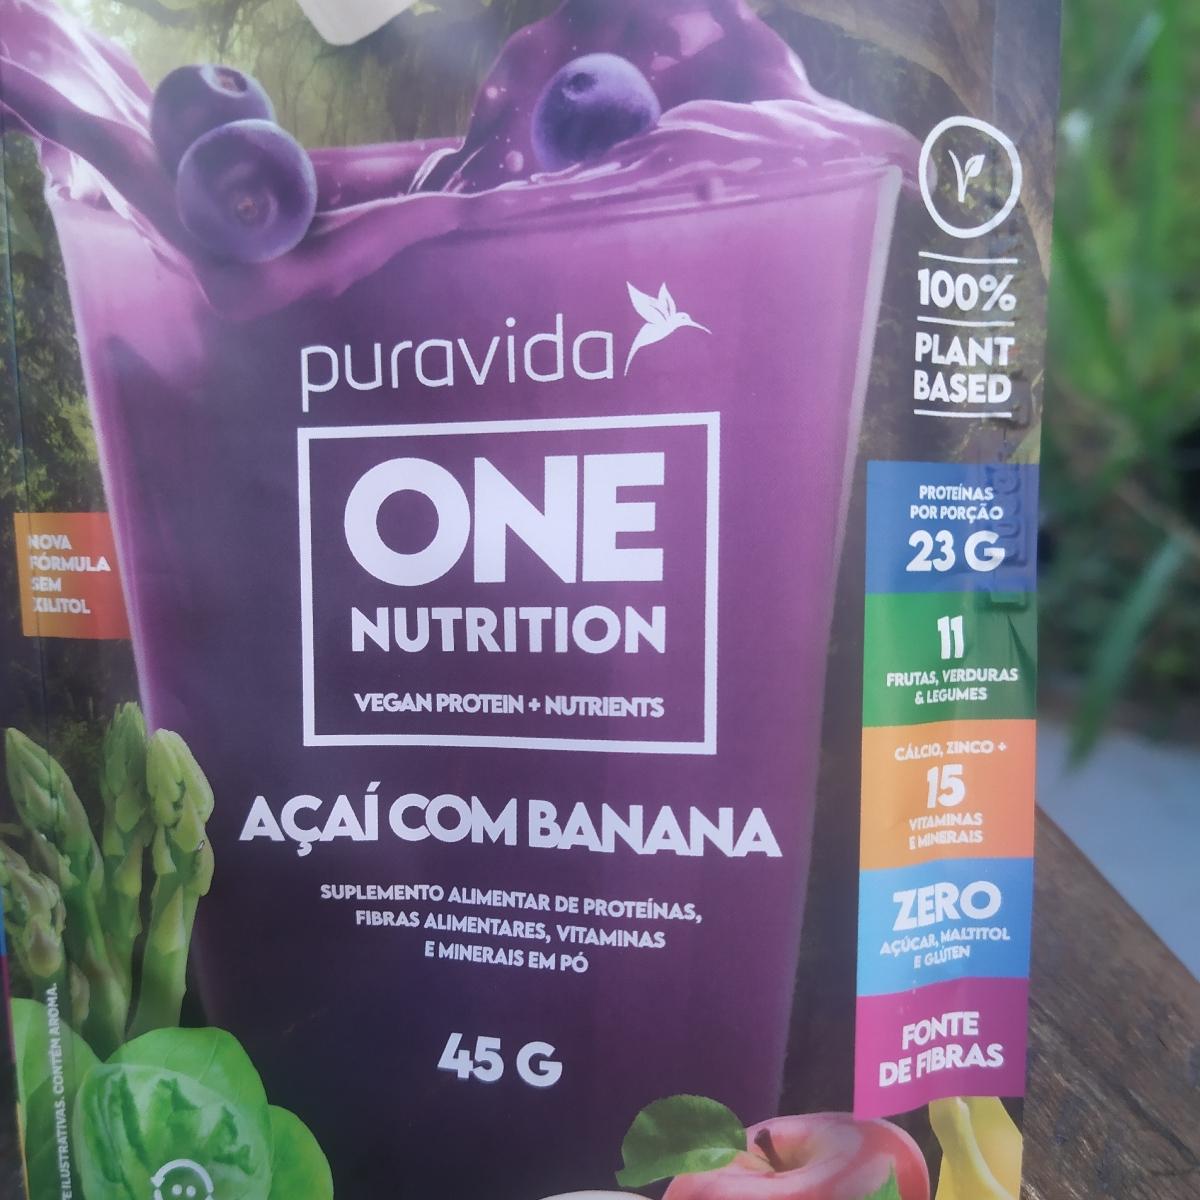 100%
PLANT
BASED
puravida
ONE
NUTRITION
VEGAN PROTEIN + NUTRIENTS
NOVA
FÓRMULA
SEM
XILITOL
AÇAÍ COM BANANA
SUPLEMENTO ALIMENTAR DE PROTEÍNAS,
FIBRAS ALIMENTARES, VITAMINAS
E MINERAIS EM PÓ
45 G
PROTEÍNAS
POR PORÇÃO
23 G
11
FRUTAS, VERDURAS
& LEGUMES
CÁLCIO, ZINCO +
15
VITAMINAS
E MINERAIS
ZERO
AÇÚCAR, MALTITOL
E GLÚTEN
FONTE
DE FIBRAS
ILUSTRATIVAS. CONTÉM AROMA.